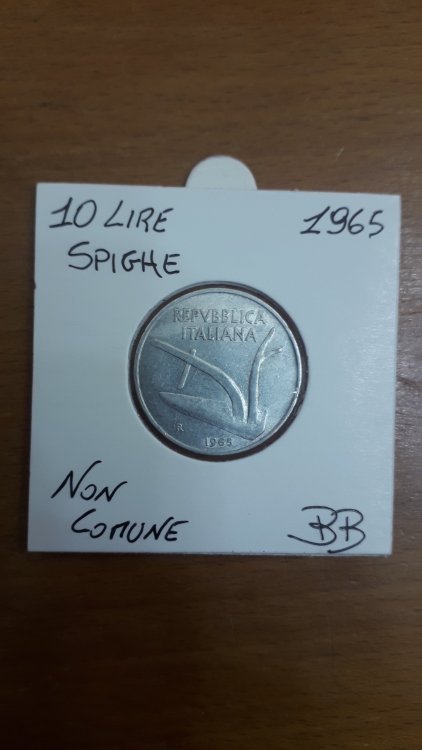 10 LIRE 1965
SPIGHE
REPVBBLICA
ITALIANA
R
1965
NON
COMUNE BB